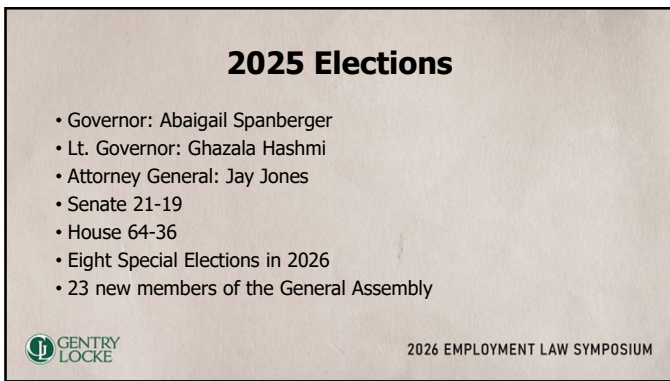 2025 Elections
• Governor: Abaigail Spanberger
• Lt. Governor: Ghazala Hashmi
• Attorney General: Jay Jones
• Senate 21-19
• House 64-36
• Eight Special Elections in 2026
• 23 new members of the General Assembly
GENTRY
LOCKE
2026 EMPLOYMENT LAW SYMPOSIUM